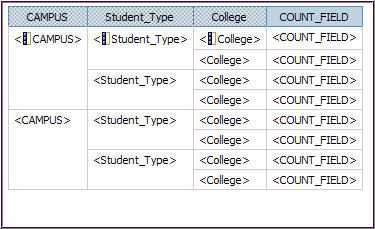 CAMPUS Student_Type College COUNT_FIELD
<CAMPUS> <Student_Type> <College> <COUNT_FIELD>
<College> <COUNT_FIELD>
<Student_Type> <College> <COUNT_FIELD>
<College> <COUNT_FIELD>
<CAMPUS> <Student_Type> <College> <COUNT_FIELD>
<College> <COUNT_FIELD>
<Student_Type> <College> <COUNT_FIELD>
<College> <COUNT_FIELD>